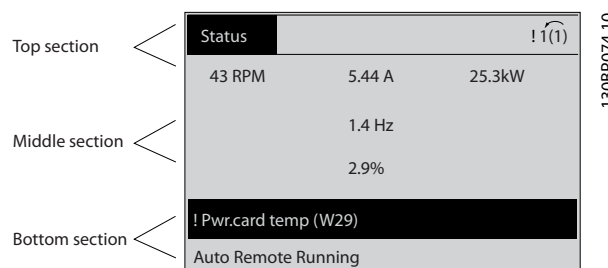 Top section
Status
! 1(1)
43 RPM 5.44 A 25.3kW
Middle section
1.4 Hz
2.9%
Bottom section
! Pwr.card temp (W29)
Auto Remote Running
130BP074.10